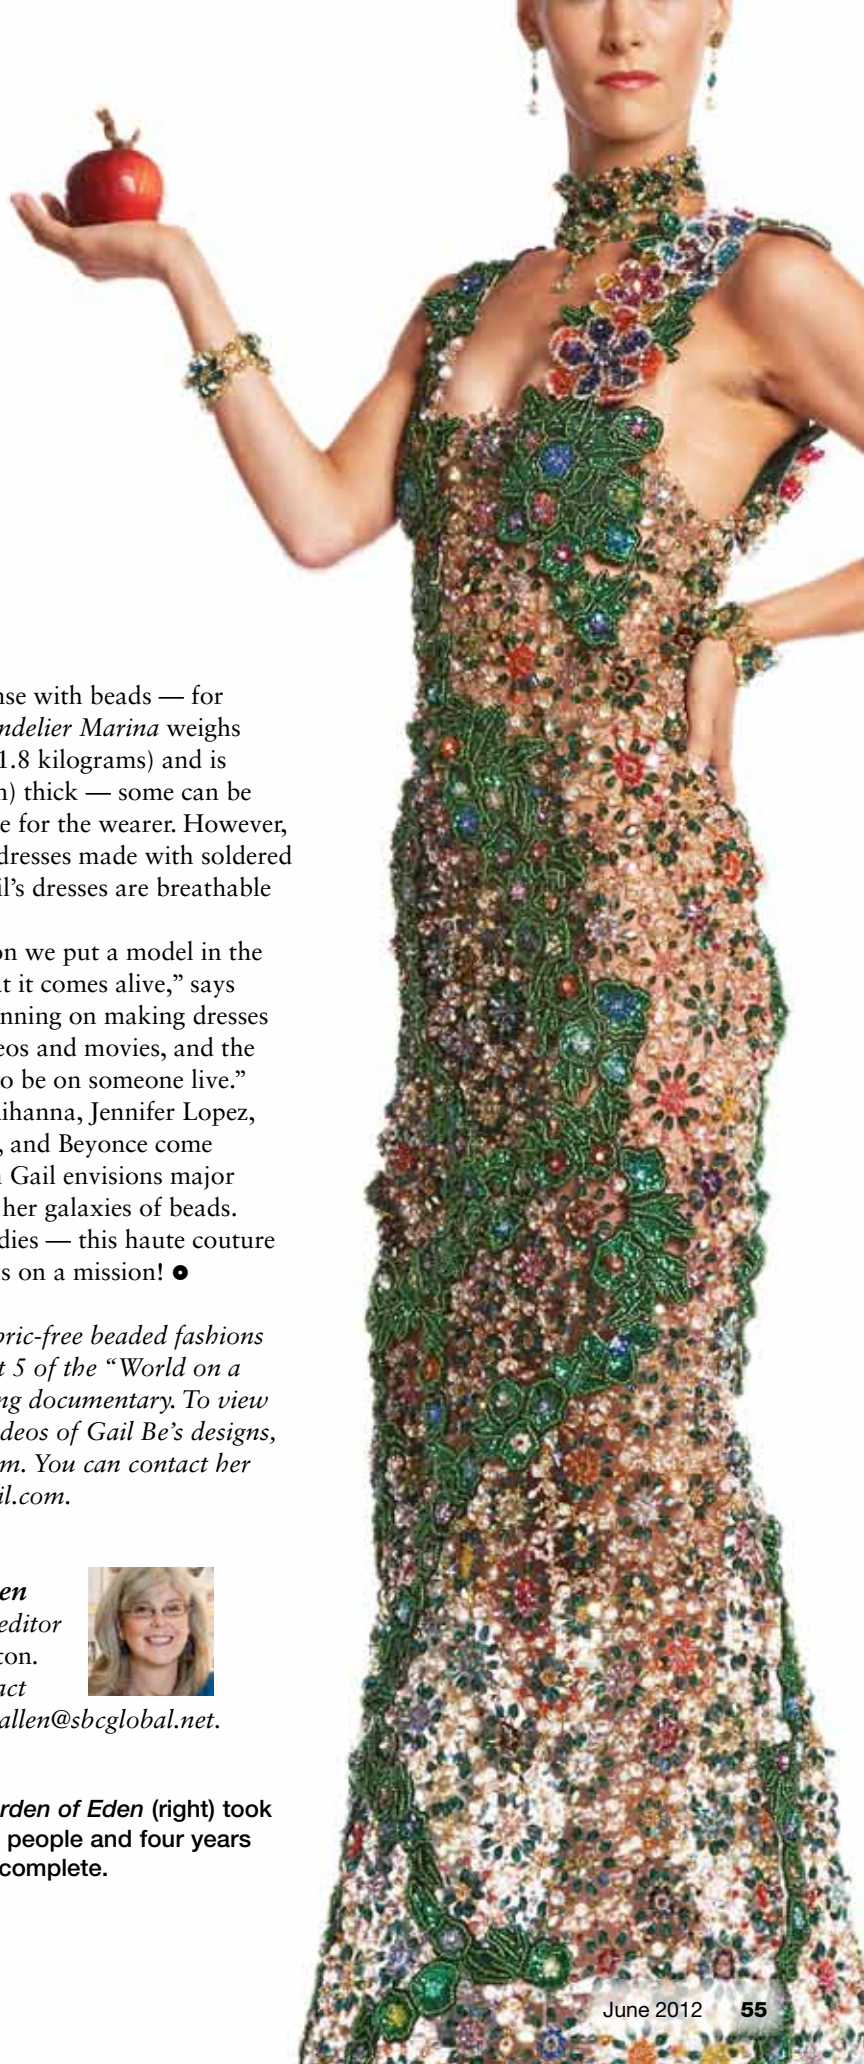 nse with beads — for
ndelier Marina weighs
1.8 kilograms) and is
n) thick — some can be
e for the wearer. However,
dresses made with soldered
il’s dresses are breathable
on we put a model in the
t it comes alive,” says
nning on making dresses
eos and movies, and the
o be on someone live.”
ihanna, Jennifer Lopez,
, and Beyonce come
n Gail envisions major
her galaxies of beads.
dies — this haute couture
s on a mission!
bric-free beaded fashions
t 5 of the “World on a
ng documentary. To view
deos of Gail Be’s designs,
m. You can contact her
il.com.
en
editor
ton.
act
allen@sbcglobal.net.
rden of Eden (right) took
people and four years
complete.
June 2012 55